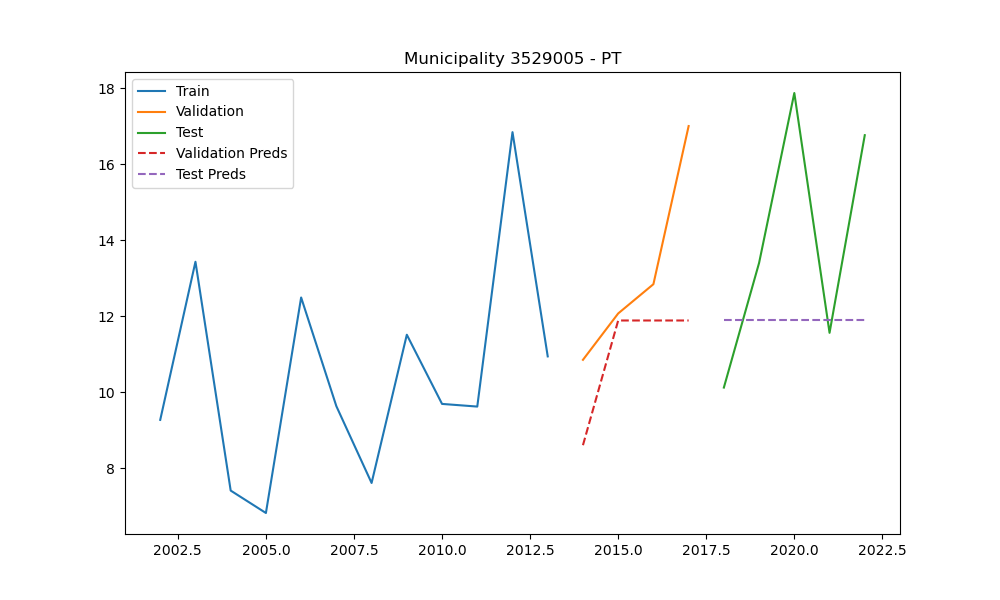 Municipality 3529005 - PT
Train
Validation
Test
Validation Preds
Test Preds
18
16
14
12
10
8
2002.5 2005.0 2007.5 2010.0 2012.5 2015.0 2017.5 2020.0 2022.5